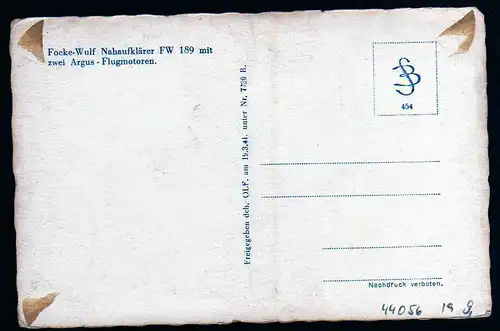 Focke-Wulf Nahaufklärer FW 189 mit
zwei Argus - Flugmotoren.
Freigegeben dch. OLF. am 15.3.41. unter Nr. 7739 R.
454
Nachdruck verboten.
44056 19